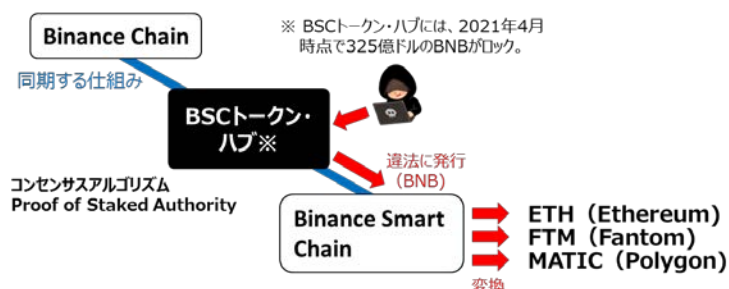 Binance Chain
※ BSCトークン・ハブには、2021年4月
時点で325億ドルのBNBがロック。
同期する仕組み
BSCトークン・
ハブ※
違法に発行
(BNB)
コンセンサスアルゴリズム
Proof of Staked Authority
Binance Smart
Chain
ETH（Ethereum)
FTM（Fantom）
MATIC（Polygon）
変換